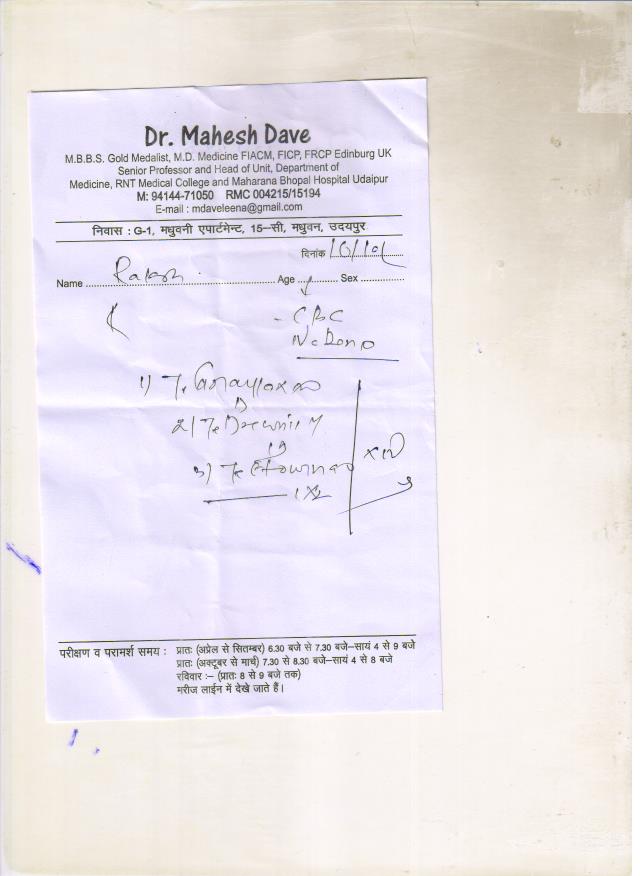 Dr. Mahesh Dave
M.B.B.S. Gold Medalist, M.D. Medicine FIACM, FICP, FRCP Edinburg UK
Senior Professor and Head of Unit, Department of
Medicine, RNT Medical College and Maharana Bhopal Hospital Udaipur
M: 94144-71050 RMC 004215/15194
E-mail : mdaveleena@gmail.com
निवास : G-1, मधुवनी एपार्टमेन्ट, 15–सी, मधुवन, उदयपुर
दिनांक
Name Age Sex
- CBC
1) T.
2) T.
3) T.
1x2
परीक्षण व परामर्श समय : प्रातः (अप्रेल से सितम्बर) 6.30 बजे से 7.30 बजे–सायं 4 से 9 बजे
प्रातः (अक्टूबर से मार्च) 7.30 से 8.30 बजे–सायं 4 से 8 बजे
रविवार :– (प्रातः 8 से 9 बजे तक)
मरीज लाईन में देखे जाते हैं।